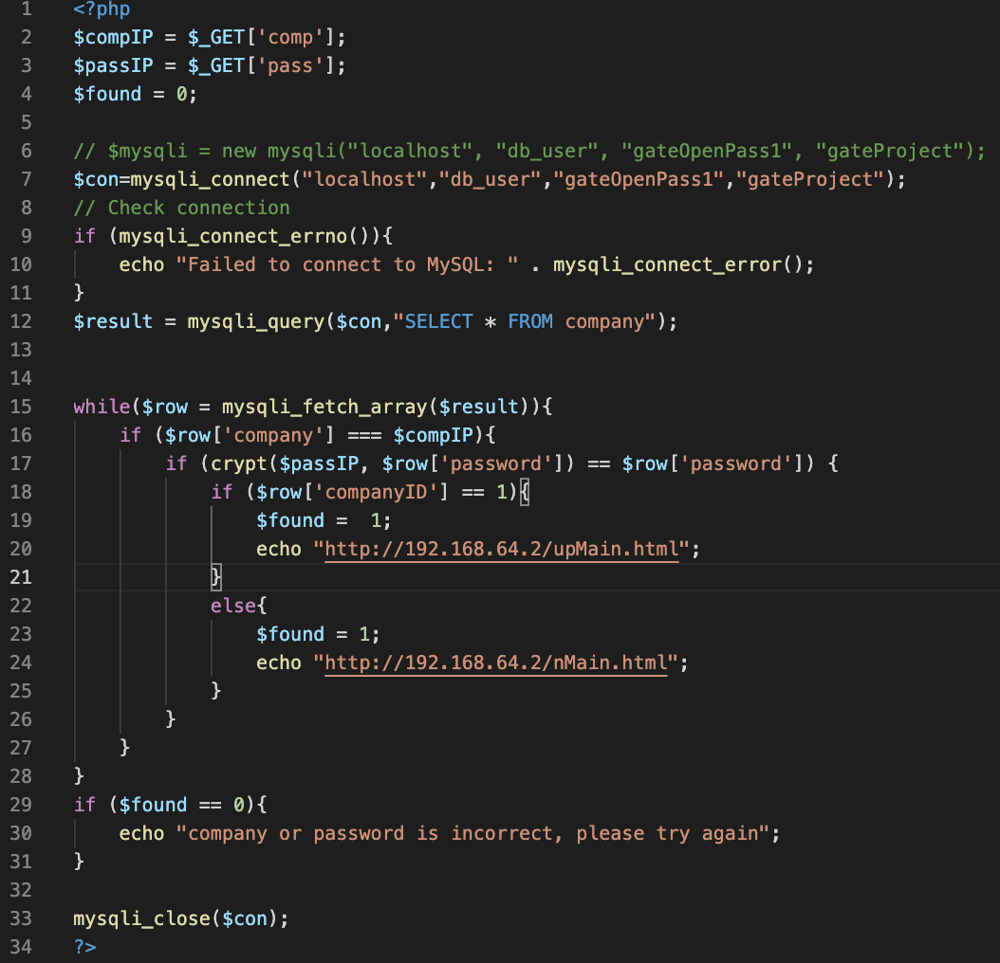 1 <?php
2 $compIP = $_GET['comp'];
3 $passIP = $_GET['pass'];
4 $found = 0;
5
6 // $mysqli = new mysqli("localhost", "db_user", "gateOpenPass1", "gateProject");
7 $con=mysqli_connect("localhost","db_user","gateOpenPass1","gateProject");
8 // Check connection
9 if (mysqli_connect_errno()){
10     echo "Failed to connect to MySQL: " . mysqli_connect_error();
11 }
12 $result = mysqli_query($con,"SELECT * FROM company");
13
14
15 while($row = mysqli_fetch_array($result)){
16     if ($row['company'] === $compIP){
17         if (crypt($passIP, $row['password']) == $row['password']) {
18             if ($row['companyID'] == 1){
19                 $found =  1;
20                 echo "http://192.168.64.2/upMain.html";
21             }
22             else{
23                 $found = 1;
24                 echo "http://192.168.64.2/nMain.html";
25             }
26         }
27     }
28 }
29 if ($found == 0){
30     echo "company or password is incorrect, please try again";
31 }
32
33 mysqli_close($con);
34 ?>